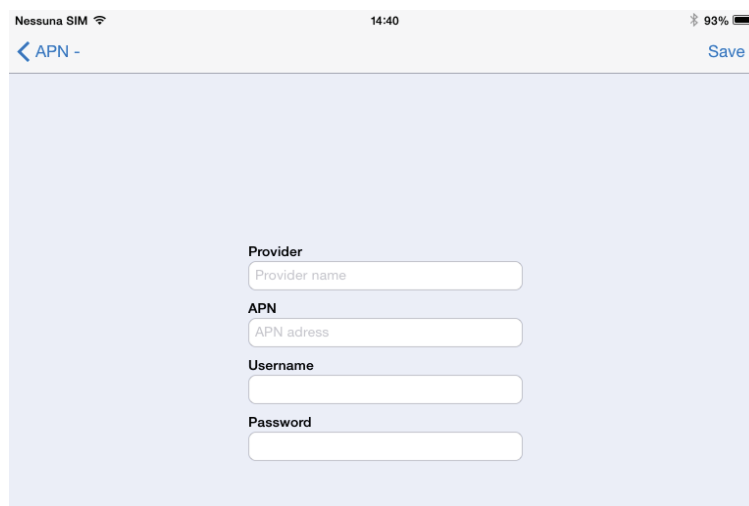 Nessuna SIM 14:40 93%
APN - Save
Provider
Provider name
APN
APN adress
Username
Password